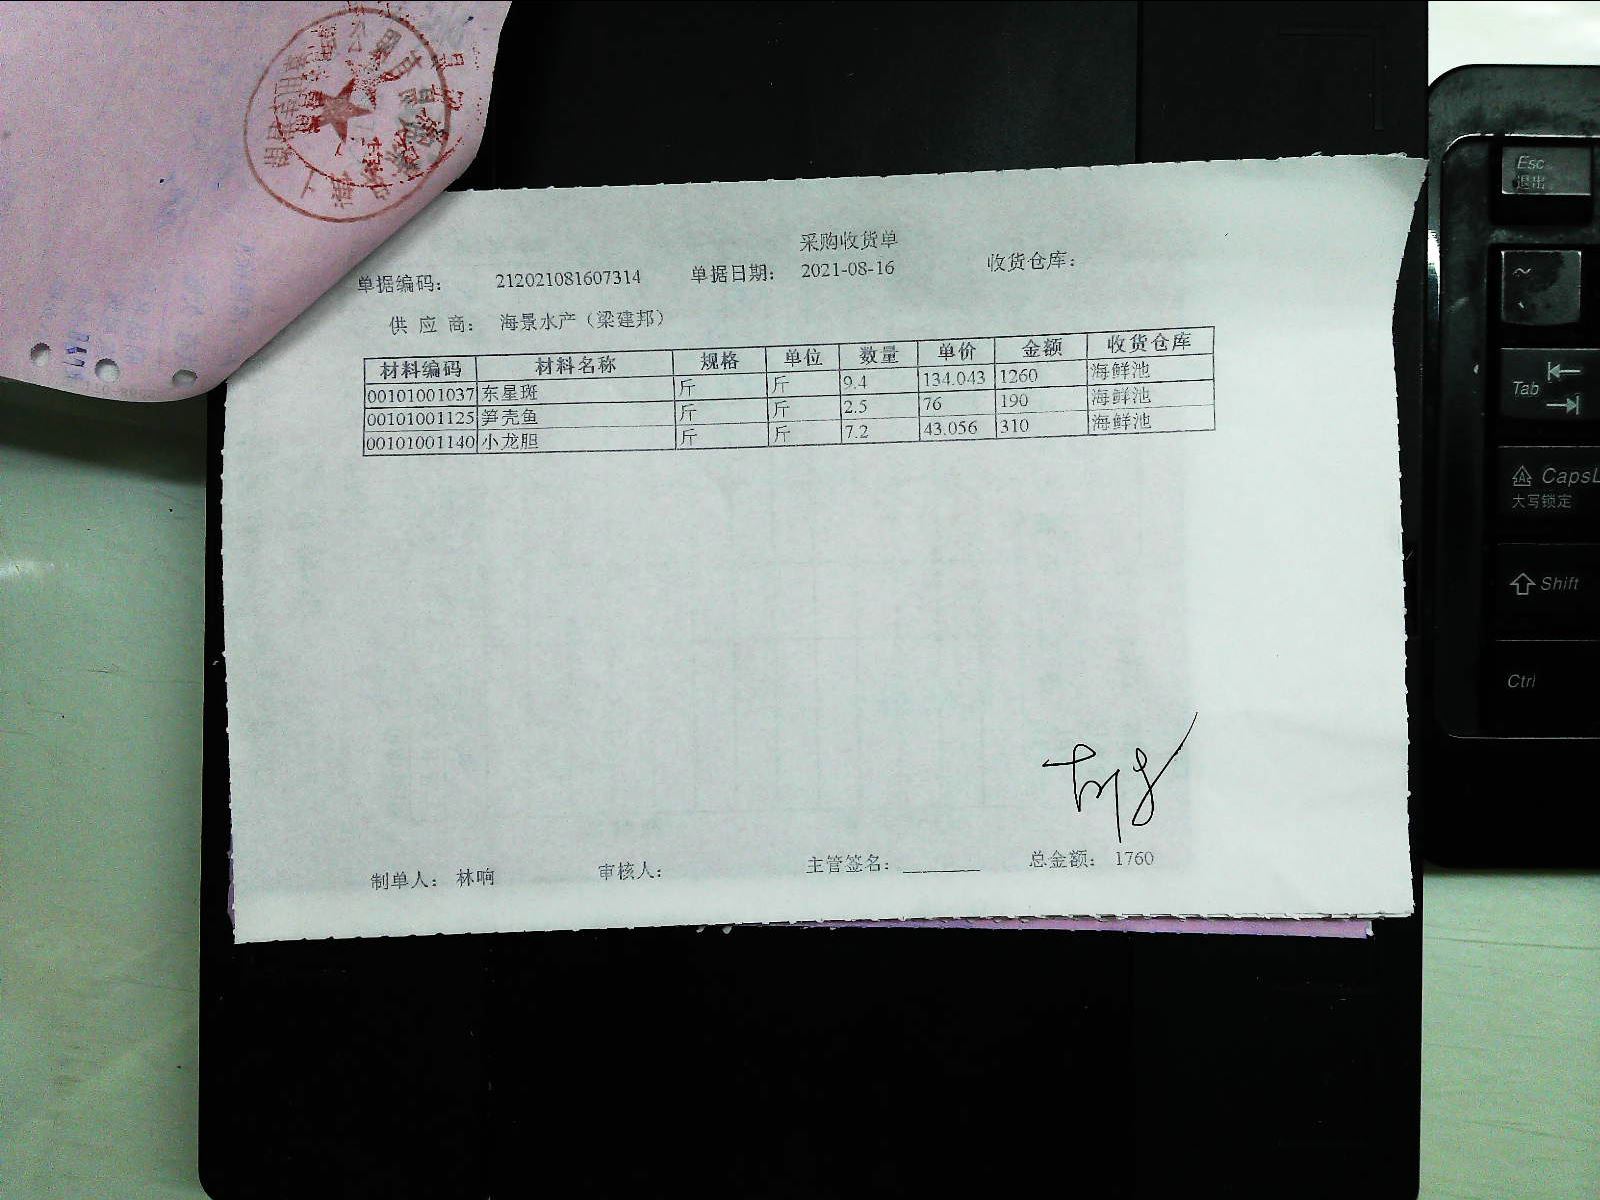 采购收货单
单据编码： 212021081607314 单据日期： 2021-08-16 收货仓库：
供 应 商： 海景水产（梁建邦）
材料编码 材料名称 规格 单位 数量 单价 金额 收货仓库
00101001037 东星斑 斤 斤 9.4 134.043 1260 海鲜池
00101001125 笋壳鱼 斤 斤 2.5 76 190 海鲜池
00101001140 小龙胆 斤 斤 7.2 43.056 310 海鲜池
制单人： 林响 审核人： 主管签名： 总金额： 1760
Esc
退出
~
Tab
CapsL
大写锁定
Shift
Ctrl